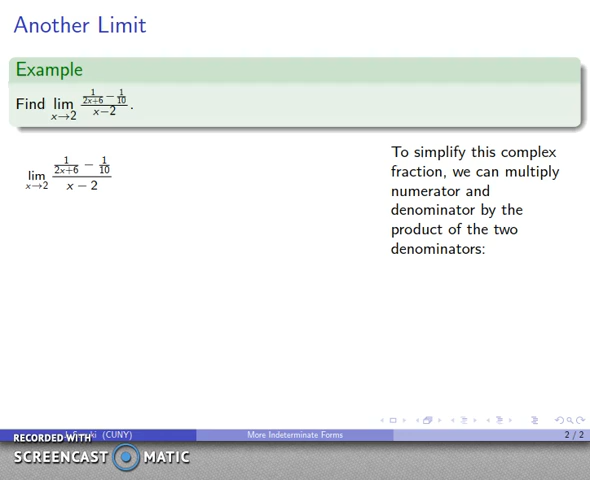 Another Limit
Example
Find lim x→2 (1/(2x+6) − 1/10)/(x−2).
lim x→2 (1/(2x+6) − 1/10)/(x − 2)
To simplify this complex
fraction, we can multiply
numerator and
denominator by the
product of the two
denominators:
(CUNY)
More Indeterminate Forms
2 / 2
RECORDED WITH
SCREENCAST MATIC